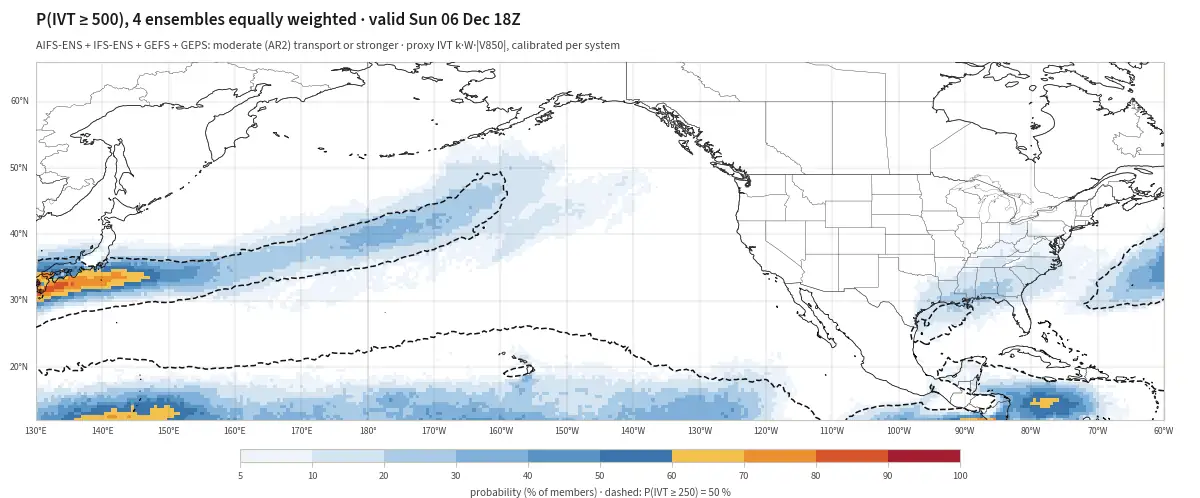 P(IVT ≥ 500), 4 ensembles equally weighted · valid Sun 06 Dec 18Z
AIFS-ENS + IFS-ENS + GEFS + GEPS: moderate (AR2) transport or stronger · proxy IVT k·W·|V850|, calibrated per system
60°N
50°N
40°N
30°N
20°N
130°E 140°E 150°E 160°E 170°E 180° 170°W 160°W 150°W 140°W 130°W 120°W 110°W 100°W 90°W 80°W 70°W 60°W
5 10 20 30 40 50 60 70 80 90 100
probability (% of members) · dashed: P(IVT ≥ 250) = 50 %